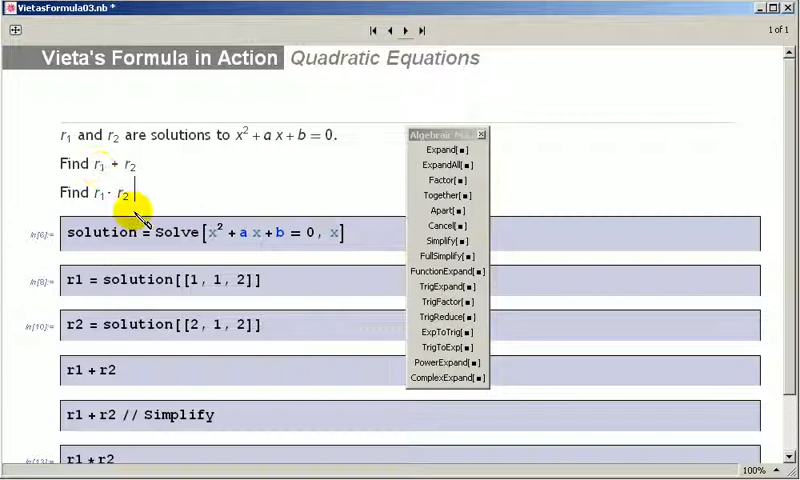 VietasFormula03.nb *
1 of 1
Vieta's Formula in Action Quadratic Equations
r₁ and r₂ are solutions to x² + a x + b = 0.
Find r₁ + r₂
Find r₁ · r₂
In[6]:= solution = Solve[x² + a x + b = 0, x]
In[8]:= r1 = solution[[1, 1, 2]]
In[10]:= r2 = solution[[2, 1, 2]]
r1 + r2
r1 + r2 // Simplify
In[13]:= r1 * r2
Expand[■]
ExpandAll[■]
Factor[■]
Together[■]
Apart[■]
Cancel[■]
Simplify[■]
FullSimplify[■]
FunctionExpand[■]
TrigExpand[■]
TrigFactor[■]
TrigReduce[■]
ExpToTrig[■]
TrigToExp[■]
PowerExpand[■]
ComplexExpand[■]
100%